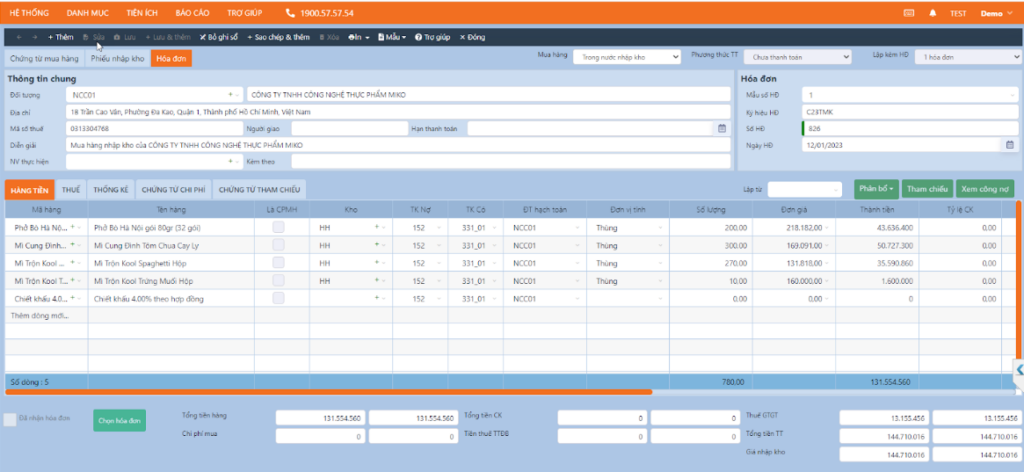 HỆ THỐNG DANH MỤC TIỆN ÍCH BÁO CÁO TRỢ GIÚP 1900.57.57.54 TEST Demo
+ Thêm Sửa Lưu + Lưu & thêm Bỏ ghi sổ + Sao chép & thêm Xóa In Mẫu Trợ giúp × Đóng
Chứng từ mua hàng Phiếu nhập kho Hóa đơn Mua hàng Trong nước nhập kho Phương thức TT Chưa thanh toán Lập kèm HĐ 1 hóa đơn
Thông tin chung Hóa đơn
Đối tượng NCC01 CÔNG TY TNHH CÔNG NGHỆ THỰC PHẨM MIKO Mẫu số HĐ 1
Địa chỉ 18 Trần Cao Vân, Phường Đa Kao, Quận 1, Thành phố Hồ Chí Minh, Việt Nam Ký hiệu HĐ C23TMK
Mã số thuế 0313304768 Người giao Hạn thanh toán Số HĐ 826
Diễn giải Mua hàng nhập kho của CÔNG TY TNHH CÔNG NGHỆ THỰC PHẨM MIKO Ngày HĐ 12/01/2023
NV thực hiện Kèm theo
HÀNG TIỀN THUẾ THỐNG KÊ CHỨNG TỪ CHI PHÍ CHỨNG TỪ THAM CHIẾU Lập từ Phân bổ Tham chiếu Xem công nợ
Mã hàng Tên hàng Là CPMH Kho TK Nợ TK Có ĐT hạch toán Đơn vị tính Số lượng Đơn giá Thành tiền Tỷ lệ CK
Phở Bò Hà Nộ... Phở Bò Hà Nội gói 80gr (32 gói) HH 152 331_01 NCC01 Thùng 200,00 218.182,00 43.636.400 0,00
Mì Cung Đình... Mì Cung Đình Tôm Chua Cay Ly HH 152 331_01 NCC01 Thùng 300,00 169.091,00 50.727.300 0,00
Mì Trộn Kool ... Mì Trộn Kool Spaghetti Hộp HH 152 331_01 NCC01 Thùng 270,00 131.818,00 35.590.860 0,00
Mì Trộn Kool T... Mì Trộn Kool Trứng Muối Hộp HH 152 331_01 NCC01 Thùng 10,00 160.000,00 1.600.000 0,00
Chiết khấu 4.0... Chiết khấu 4.00% theo hợp đồng 152 331_01 NCC01 0,00 0,00 0 0,00
Thêm dòng mới...
Số dòng : 5 780,00 131.554.560
Đã nhận hóa đơn Chọn hóa đơn Tổng tiền hàng 131.554.560 131.554.560 Tổng tiền CK 0 0 Thuế GTGT 13.155.456 13.155.456
Chi phí mua 0 0 Tiền thuế TTĐB 0 0 Tổng tiền TT 144.710.016 144.710.016
Giá nhập kho 144.710.016 144.710.016